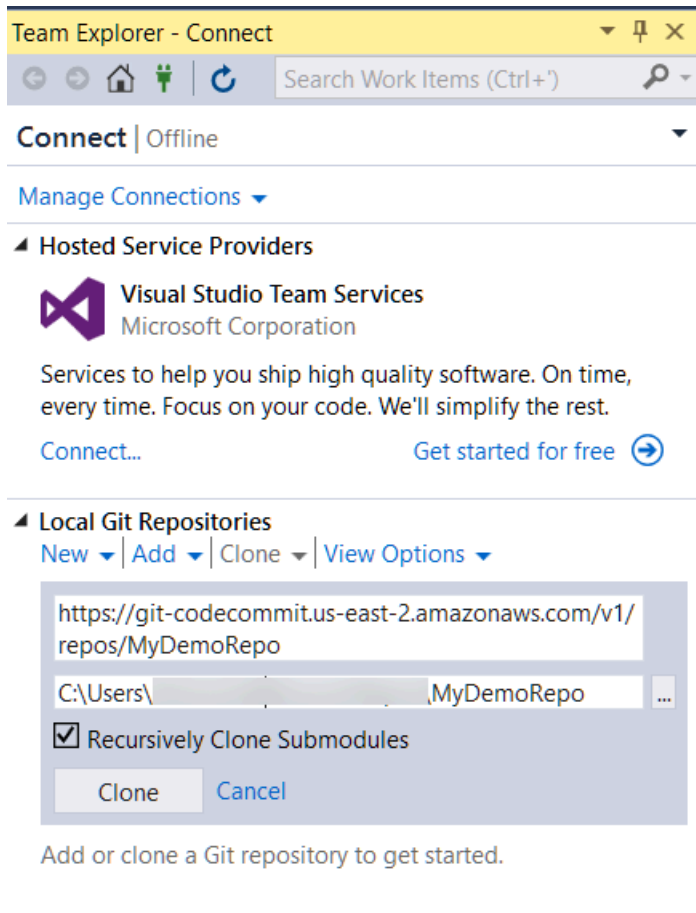 Team Explorer - Connect
Search Work Items (Ctrl+')
Connect | Offline
Manage Connections
Hosted Service Providers
Visual Studio Team Services
Microsoft Corporation
Services to help you ship high quality software. On time,
every time. Focus on your code. We'll simplify the rest.
Connect... Get started for free
Local Git Repositories
New | Add | Clone | View Options
https://git-codecommit.us-east-2.amazonaws.com/v1/
repos/MyDemoRepo
C:\Users\ \MyDemoRepo ...
Recursively Clone Submodules
Clone Cancel
Add or clone a Git repository to get started.